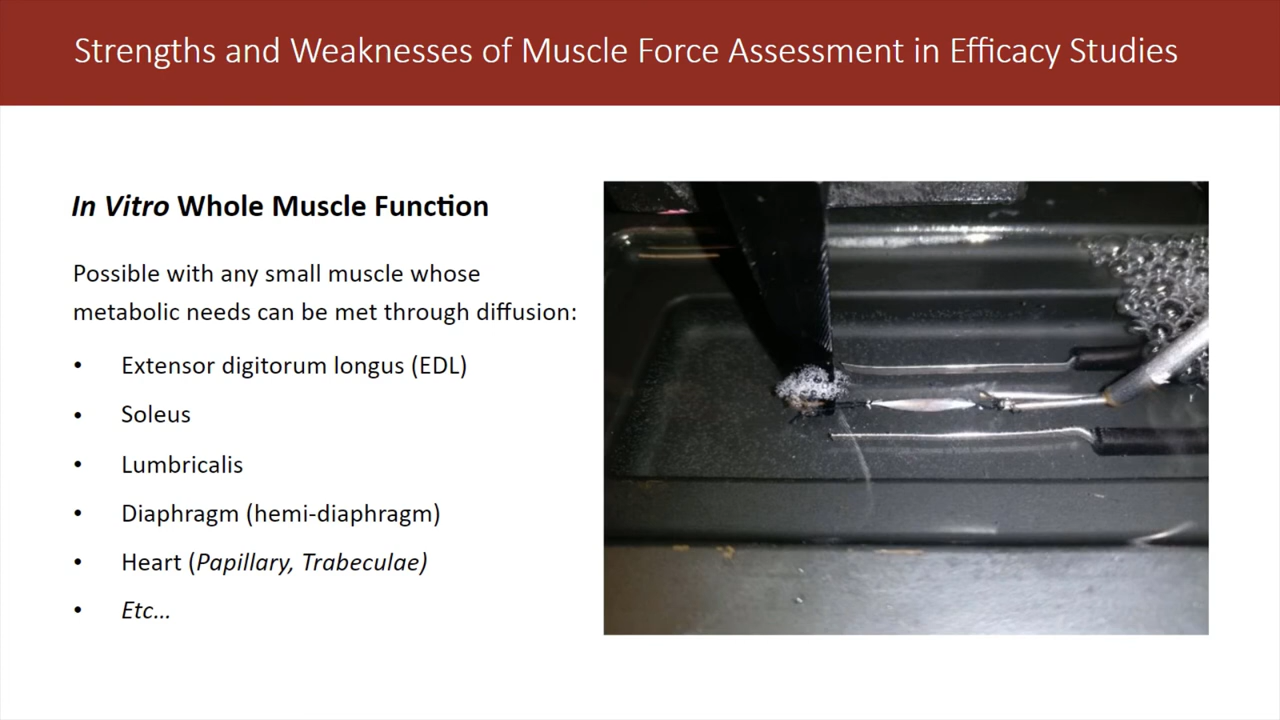 Strengths and Weaknesses of Muscle Force Assessment in Efficacy Studies
In Vitro Whole Muscle Function
Possible with any small muscle whose
metabolic needs can be met through diffusion:
• Extensor digitorum longus (EDL)
• Soleus
• Lumbricalis
• Diaphragm (hemi-diaphragm)
• Heart (Papillary, Trabeculae)
• Etc...